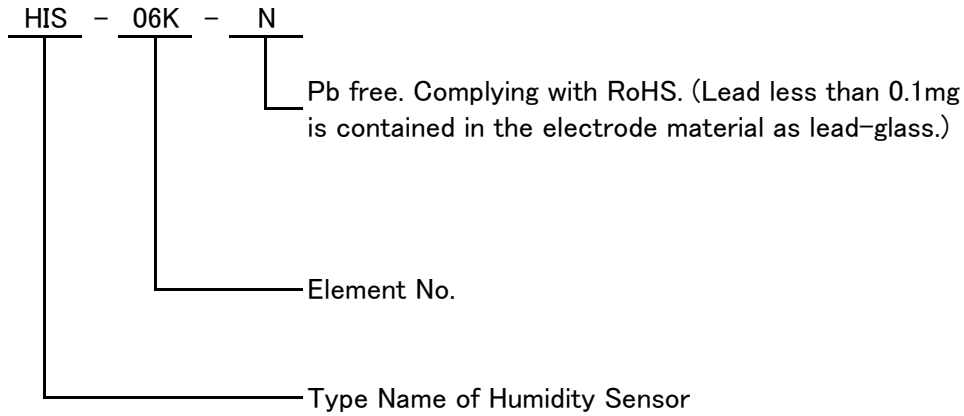 HIS - 06K - N
Pb free. Complying with RoHS. (Lead less than 0.1mg
is contained in the electrode material as lead-glass.)
Element No.
Type Name of Humidity Sensor